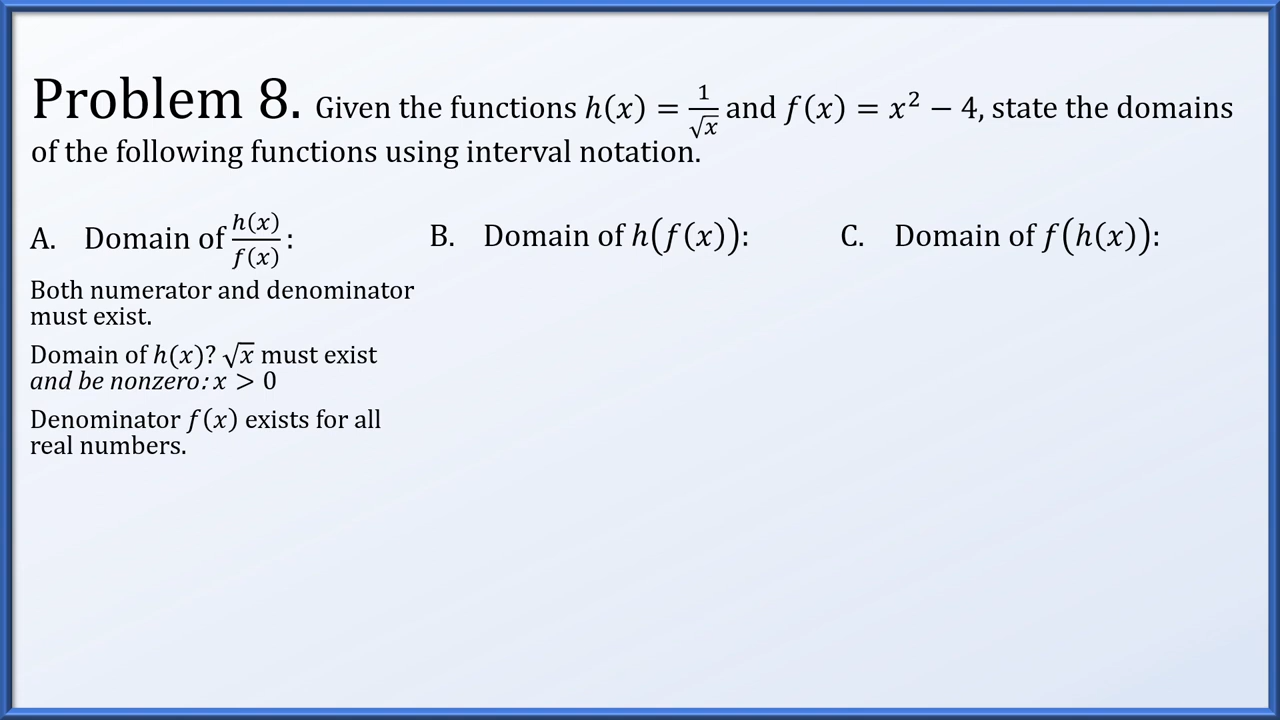 Problem 8. Given the functions h(x) = 1/√x and f(x) = x² − 4, state the domains
of the following functions using interval notation.
A. Domain of h(x)/f(x):
B. Domain of h(f(x)):
C. Domain of f(h(x)):
Both numerator and denominator
must exist.
Domain of h(x)? √x must exist
and be nonzero: x > 0
Denominator f(x) exists for all
real numbers.